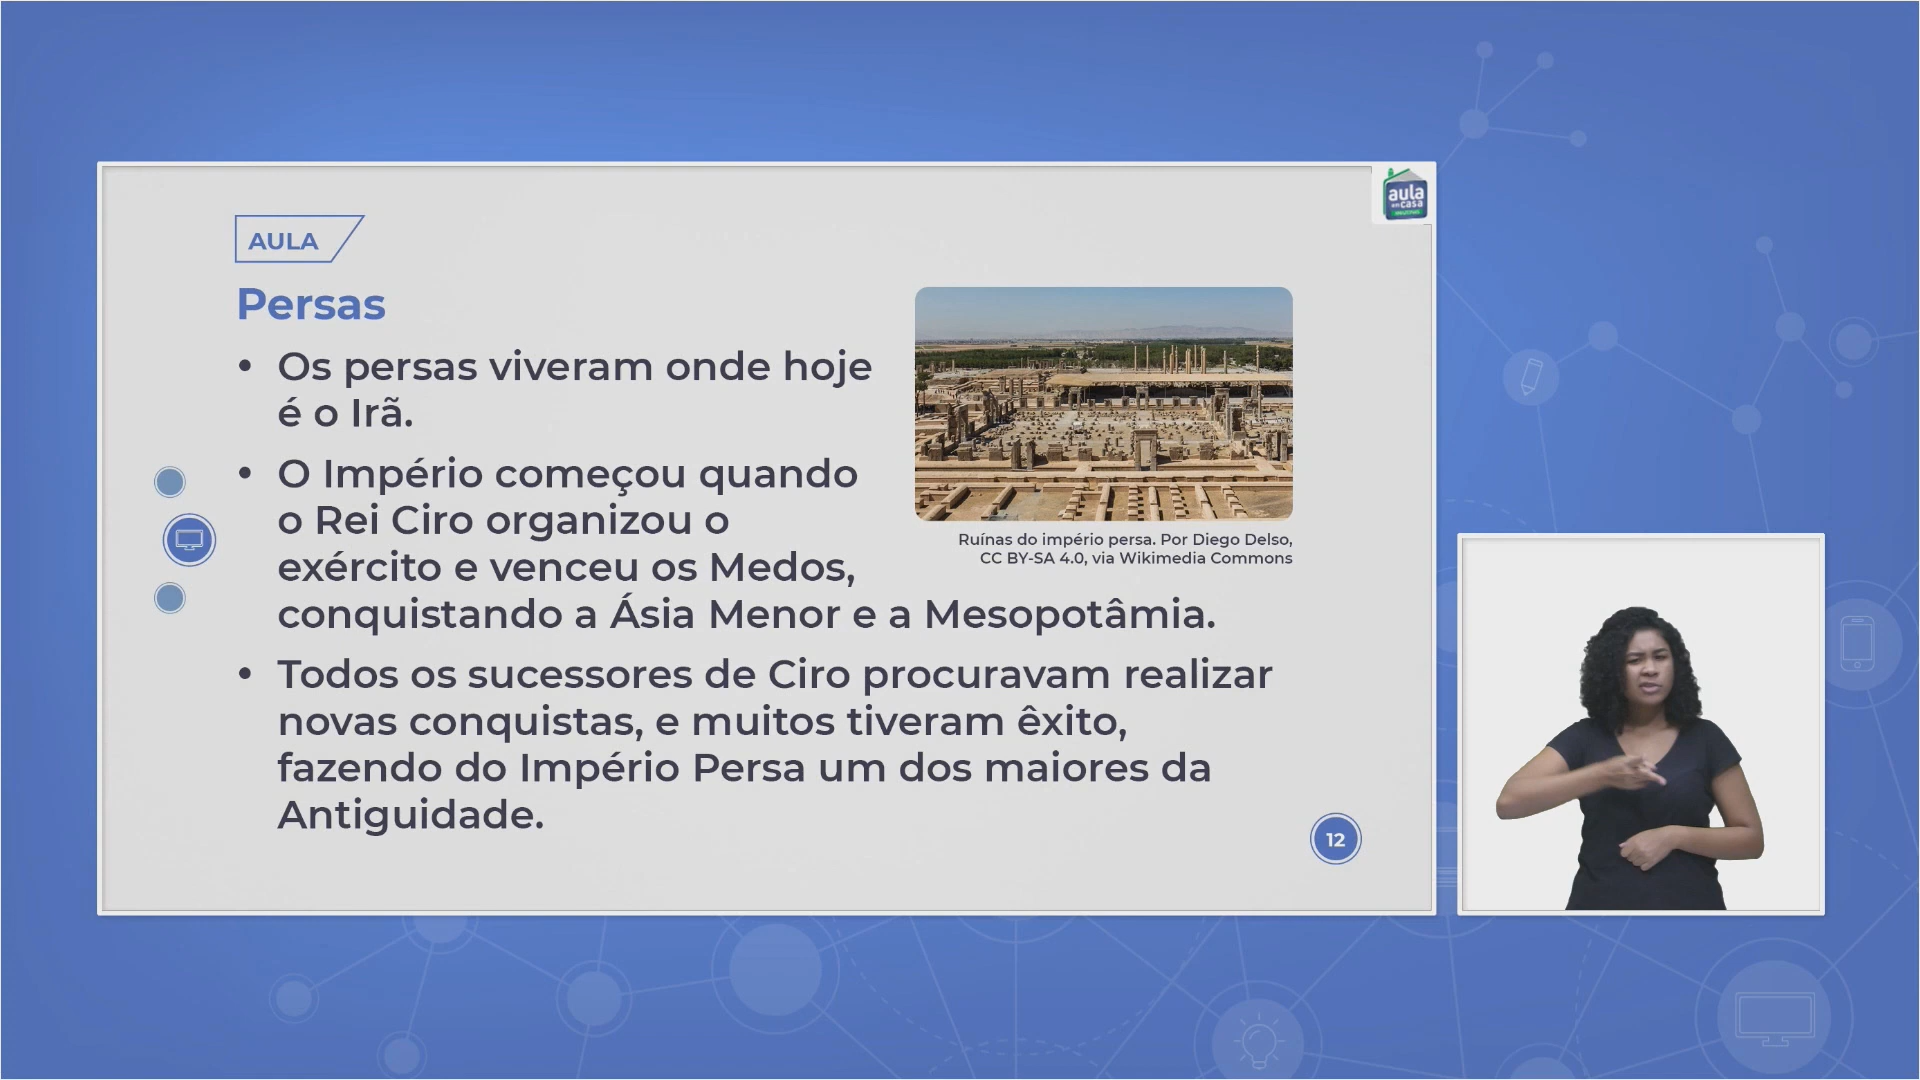 aula
em casa
AULA
Persas
• Os persas viveram onde hoje
é o Irã.
• O Império começou quando
o Rei Ciro organizou o
exército e venceu os Medos,
conquistando a Ásia Menor e a Mesopotâmia.
• Todos os sucessores de Ciro procuravam realizar
novas conquistas, e muitos tiveram êxito,
fazendo do Império Persa um dos maiores da
Antiguidade.
Ruínas do império persa. Por Diego Delso,
CC BY-SA 4.0, via Wikimedia Commons
12